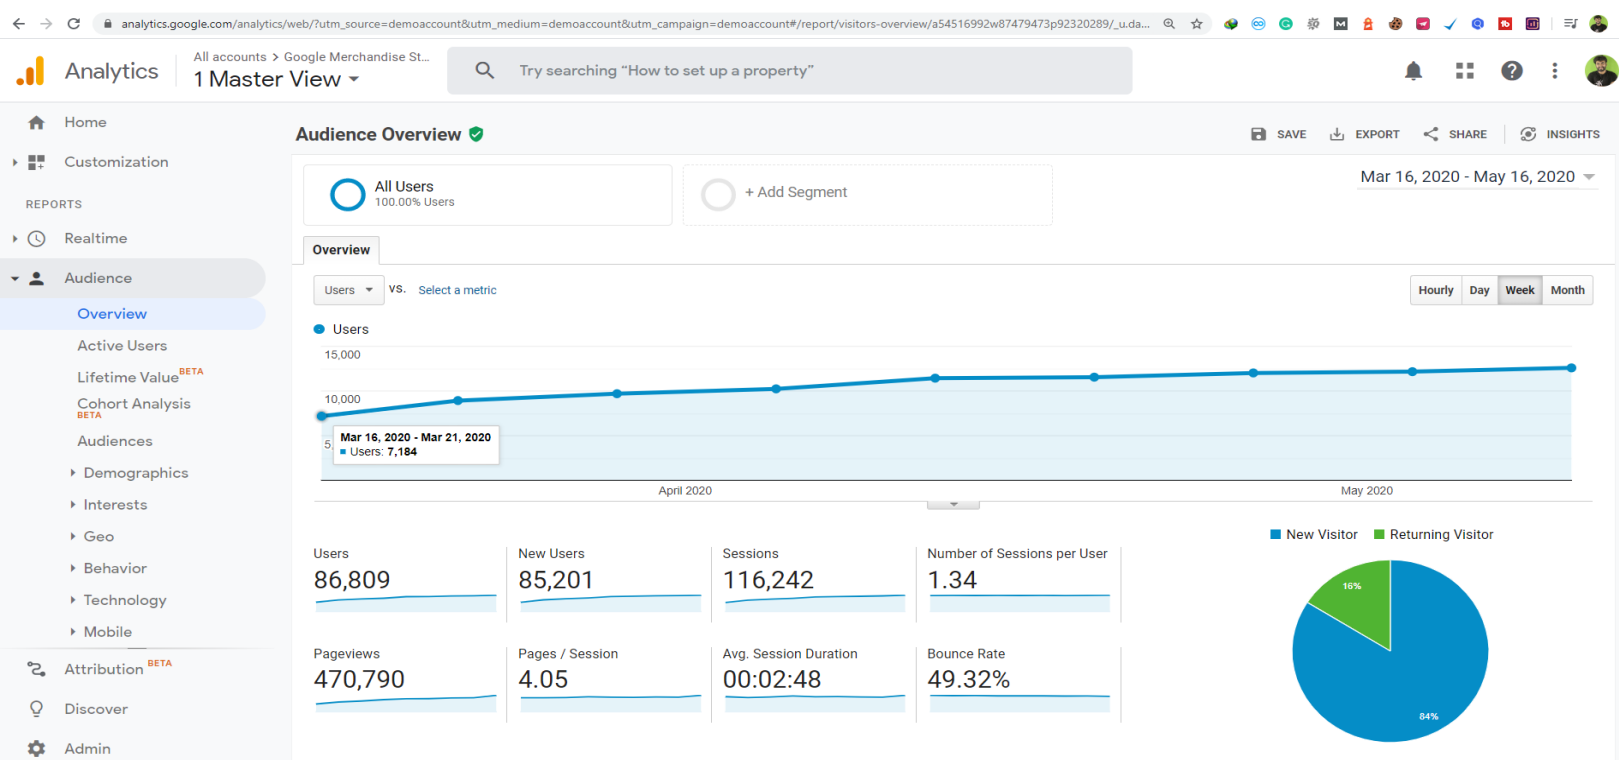 analytics.google.com/analytics/web/?utm_source=demoaccount&utm_medium=demoaccount&utm_campaign=demoaccount#/report/visitors-overview/a54516992w87479473p92320289/_u.da...
Analytics
All accounts > Google Merchandise St...
1 Master View
Try searching “How to set up a property”
Home
Customization
REPORTS
Realtime
Audience
Overview
Active Users
Lifetime Value BETA
Cohort Analysis
BETA
Audiences
Demographics
Interests
Geo
Behavior
Technology
Mobile
Attribution BETA
Discover
Admin
Audience Overview
SAVE
EXPORT
SHARE
INSIGHTS
All Users
100.00% Users
+ Add Segment
Mar 16, 2020 - May 16, 2020
Overview
Users
VS.
Select a metric
Hourly
Day
Week
Month
Users
15,000
10,000
5,
Mar 16, 2020 - Mar 21, 2020
Users: 7,184
April 2020
May 2020
Users
86,809
New Users
85,201
Sessions
116,242
Number of Sessions per User
1.34
Pageviews
470,790
Pages / Session
4.05
Avg. Session Duration
00:02:48
Bounce Rate
49.32%
New Visitor
Returning Visitor
16%
84%